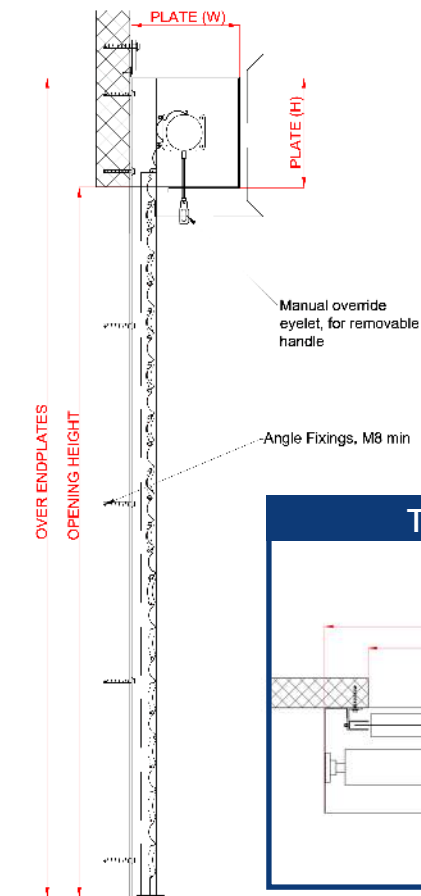 PLATE (W)
PLATE (H)
Manual override
eyelet, for removable
handle
Angle Fixings, M8 min
OVER ENDPLATES
OPENING HEIGHT
T